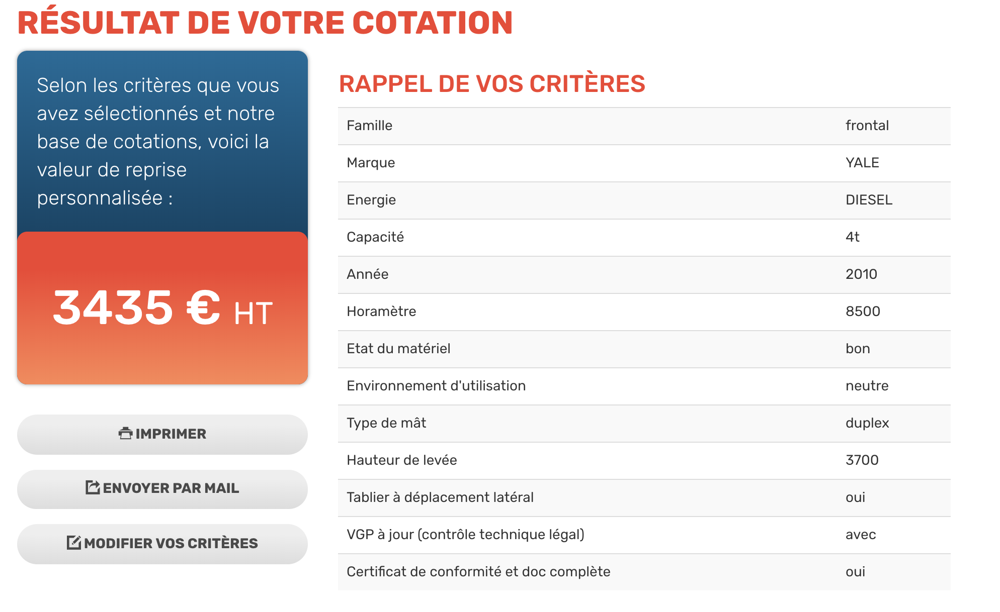 RÉSULTAT DE VOTRE COTATION
Selon les critères que vous
avez sélectionnés et notre
base de cotations, voici la
valeur de reprise
personnalisée :
3435 € HT
IMPRIMER
ENVOYER PAR MAIL
MODIFIER VOS CRITÈRES
RAPPEL DE VOS CRITÈRES
Famille frontal
Marque YALE
Energie DIESEL
Capacité 4t
Année 2010
Horamètre 8500
Etat du matériel bon
Environnement d'utilisation neutre
Type de mât duplex
Hauteur de levée 3700
Tablier à déplacement latéral oui
VGP à jour (contrôle technique légal) avec
Certificat de conformité et doc complète oui